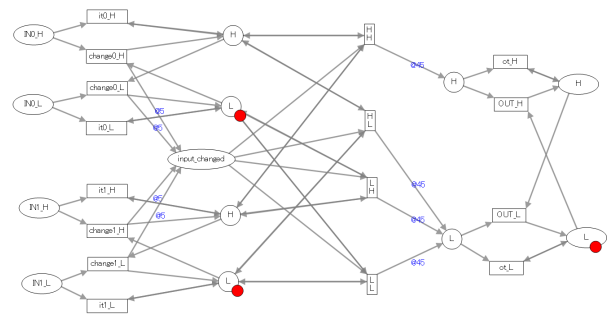 it0_H
IN0_H
H
H
H
change0_H
@45
ot_H
change0_L
H
H
IN0_L
@5
L
OUT_H
@5
it0_L
H
L
input_changed
it1_H
@5
L
H
@45
IN1_H
@5
H
OUT_L
change1_H
@45
L
L
change1_L
@45
ot_L
IN1_L
L
L
L
it1_L